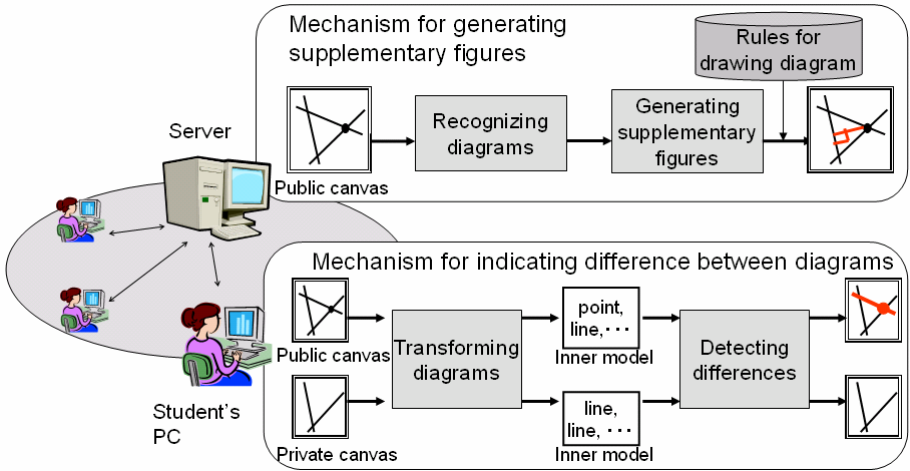 Mechanism for generating
supplementary figures
Rules for
drawing diagram
Server
Recognizing
diagrams
Generating
supplementary
figures
Public canvas
Mechanism for indicating difference between diagrams
Public canvas
Transforming
diagrams
point,
line, ･･･
Inner model
Detecting
differences
Student's
PC
Private canvas
line,
line, ･･･
Inner model